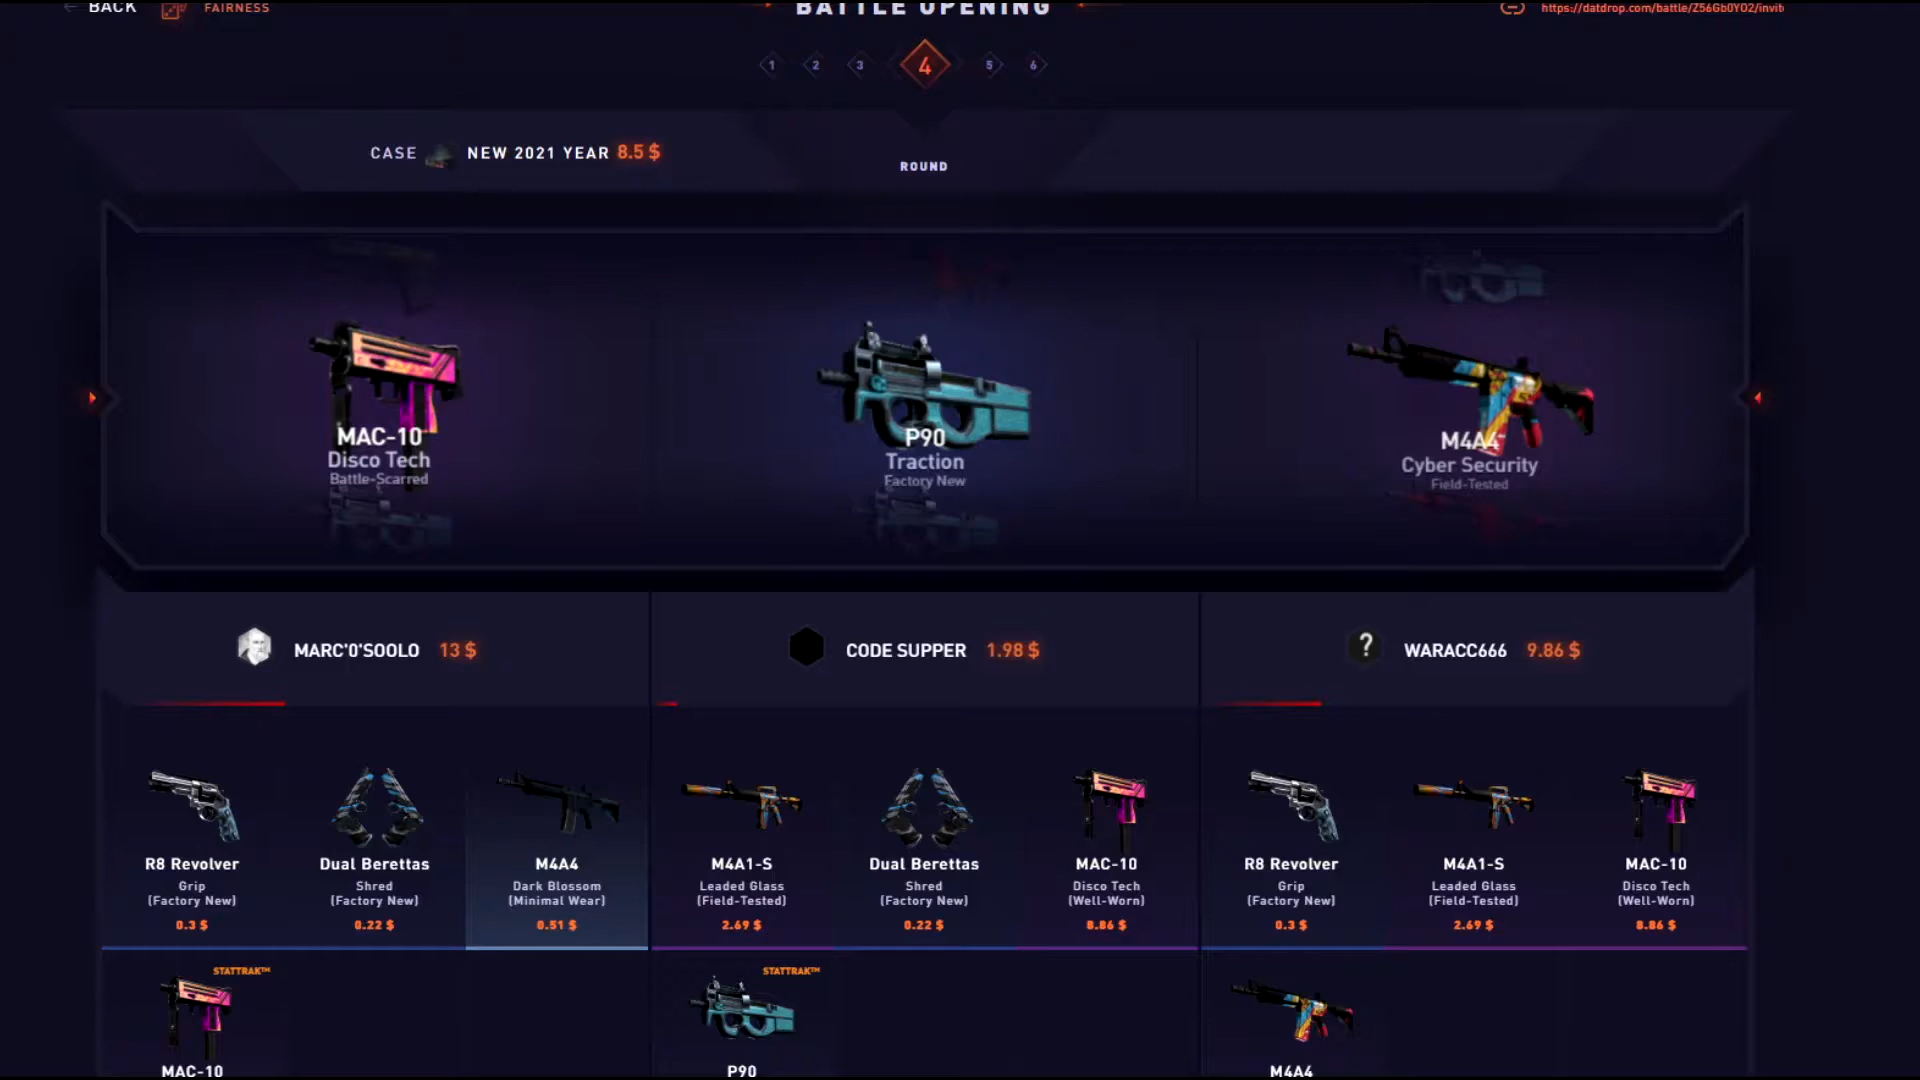 BACK
FAIRNESS
BATTLE OPENING
https://datdrop.com/battle/Z56Gb0YO2/invit
1
2
3
4
5
6
CASE
NEW 2021 YEAR 8.5 $
ROUND
MAC-10
Disco Tech
Battle-Scarred
P90
Traction
Factory New
M4A4
Cyber Security
Field-Tested
MARC'0'SOOLO 13 $
CODE SUPPER 1.98 $
?
WARACC666 9.86 $
R8 Revolver
Grip
(Factory New)
0.3 $
Dual Berettas
Shred
(Factory New)
0.22 $
M4A4
Dark Blossom
(Minimal Wear)
0.51 $
M4A1-S
Leaded Glass
(Field-Tested)
2.69 $
Dual Berettas
Shred
(Factory New)
0.22 $
MAC-10
Disco Tech
(Well-Worn)
8.86 $
R8 Revolver
Grip
(Factory New)
0.3 $
M4A1-S
Leaded Glass
(Field-Tested)
2.69 $
MAC-10
Disco Tech
(Well-Worn)
8.86 $
STATTRAK™
MAC-10
STATTRAK™
P90
M4A4